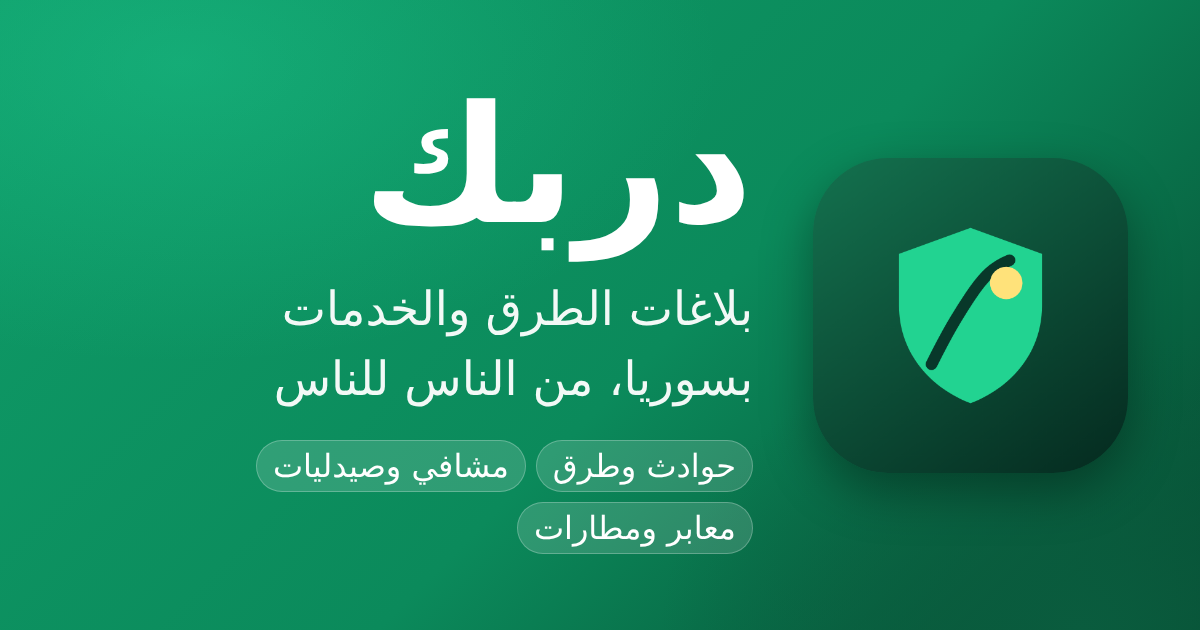 دربك
بلاغات الطرق والخدمات
بسوريا، من الناس للناس
حوادث وطرق مشافي وصيدليات
معابر ومطارات